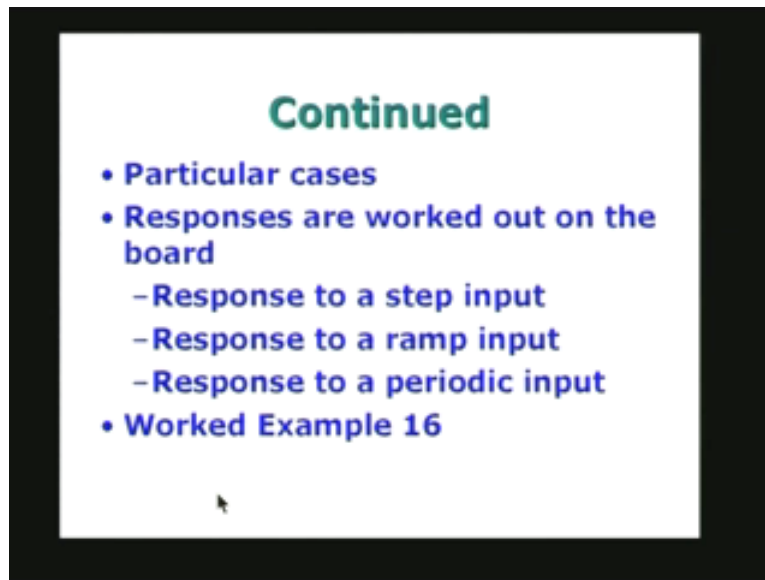 Continued
• Particular cases
• Responses are worked out on the
board
–Response to a step input
–Response to a ramp input
–Response to a periodic input
• Worked Example 16